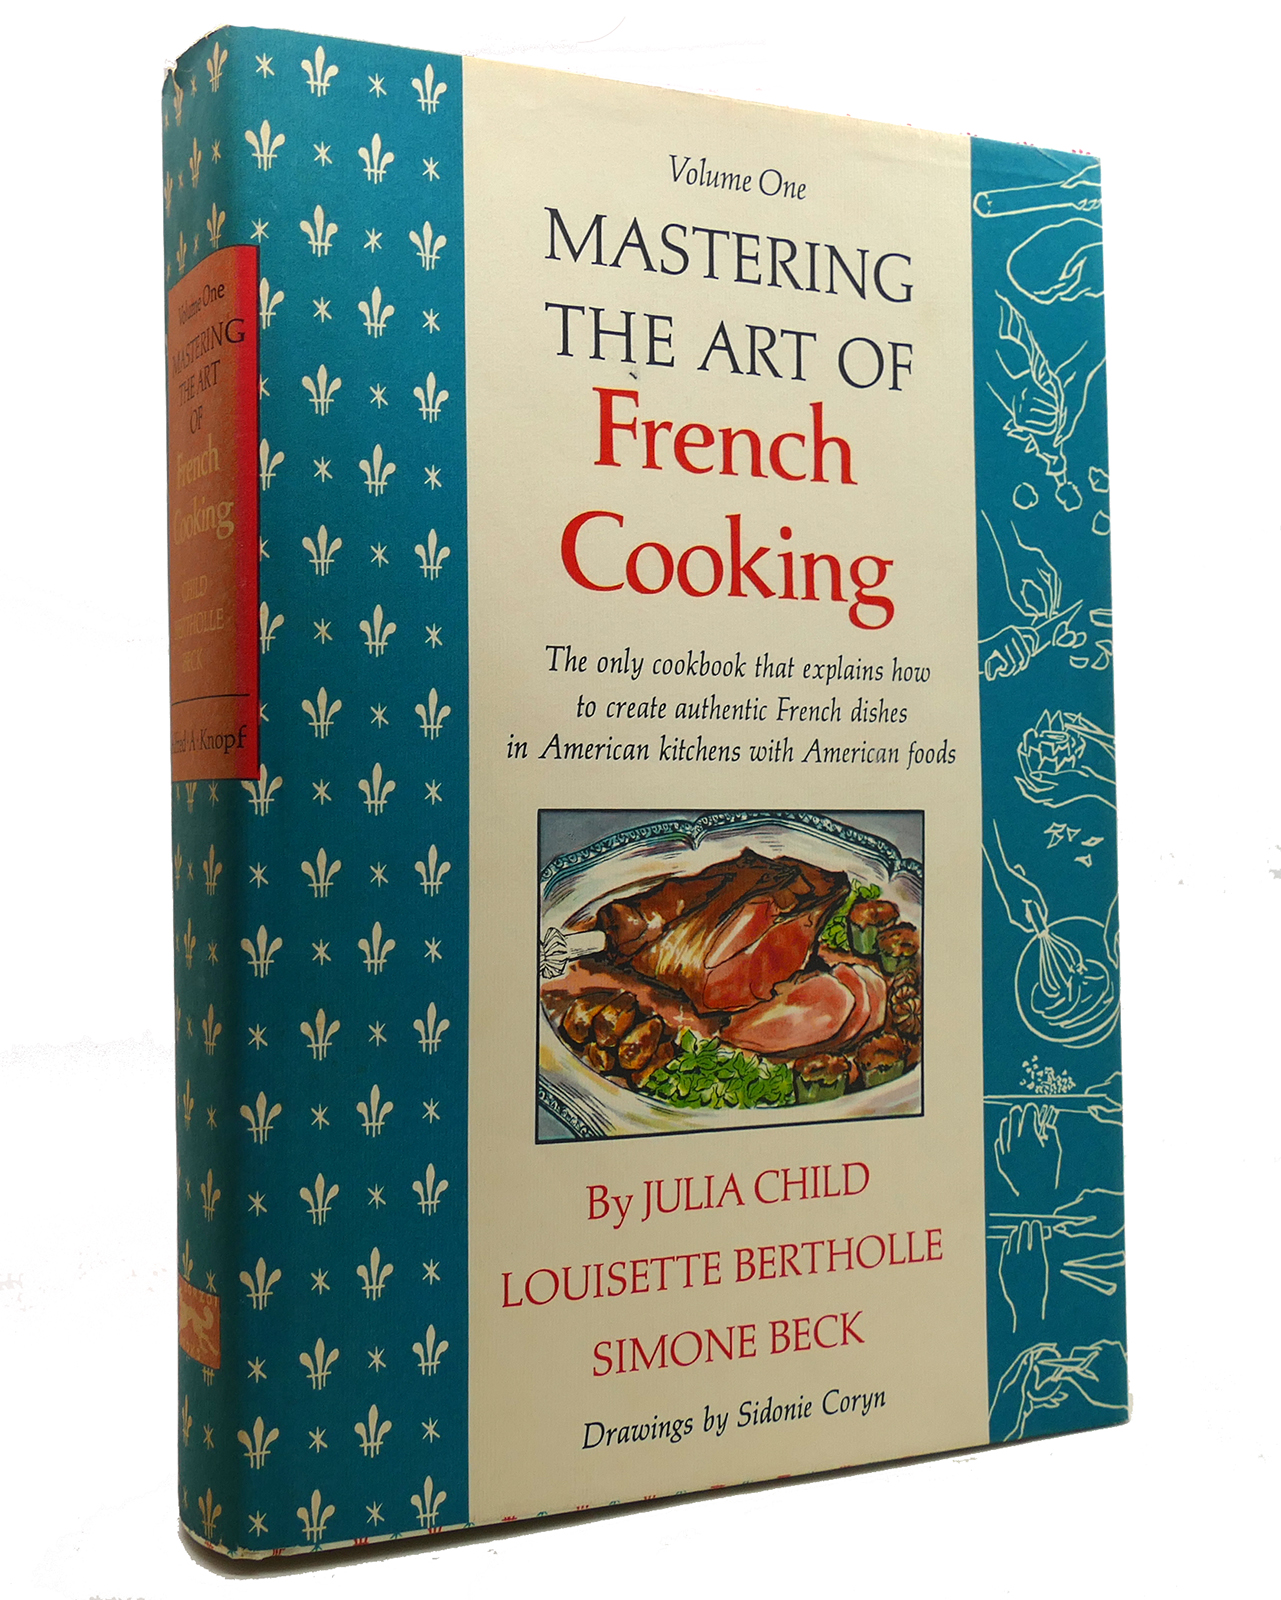 Volume One
MASTERING
THE ART OF
French
Cooking
The only cookbook that explains how
to create authentic French dishes
in American kitchens with American foods
By JULIA CHILD
LOUISETTE BERTHOLLE
SIMONE BECK
Drawings by Sidonie Coryn
Volume One
MASTERING
THE ART
OF
French
Cooking
CHILD
BERTHOLLE
BECK
Alfred · A · Knopf